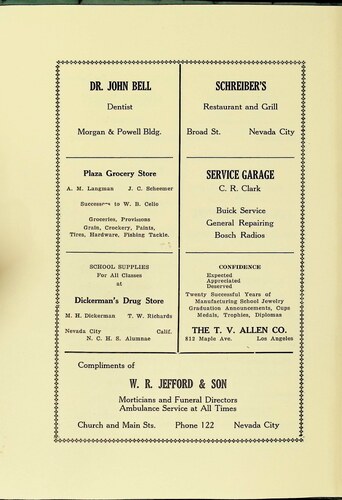 DR. JOHN BELL
Dentist
Morgan & Powell Bldg.
SCHREIBER'S
Restaurant and Grill
Broad St. Nevada City
Plaza Grocery Store
A. M. Langman J. C. Schemmer
Successors to W. B. Celio
Groceries, Provisions
Grain, Crockery, Paints,
Tires, Hardware, Fishing Tackle.
SERVICE GARAGE
C. R. Clark
Buick Service
General Repairing
Bosch Radios
SCHOOL SUPPLIES
For All Classes
at
Dickerman's Drug Store
M. H. Dickerman T. W. Richards
Nevada City Calif.
N. C. H. S. Alumnae
CONFIDENCE
Expected
Appreciated
Deserved
Twenty Successful Years of
Manufacturing School Jewelry
Graduation Announcements, Cups
Medals, Trophies, Diplomas
THE T. V. ALLEN CO.
812 Maple Ave. Los Angeles
Compliments of
W. R. JEFFORD & SON
Morticians and Funeral Directors
Ambulance Service at All Times
Church and Main Sts. Phone 122 Nevada City